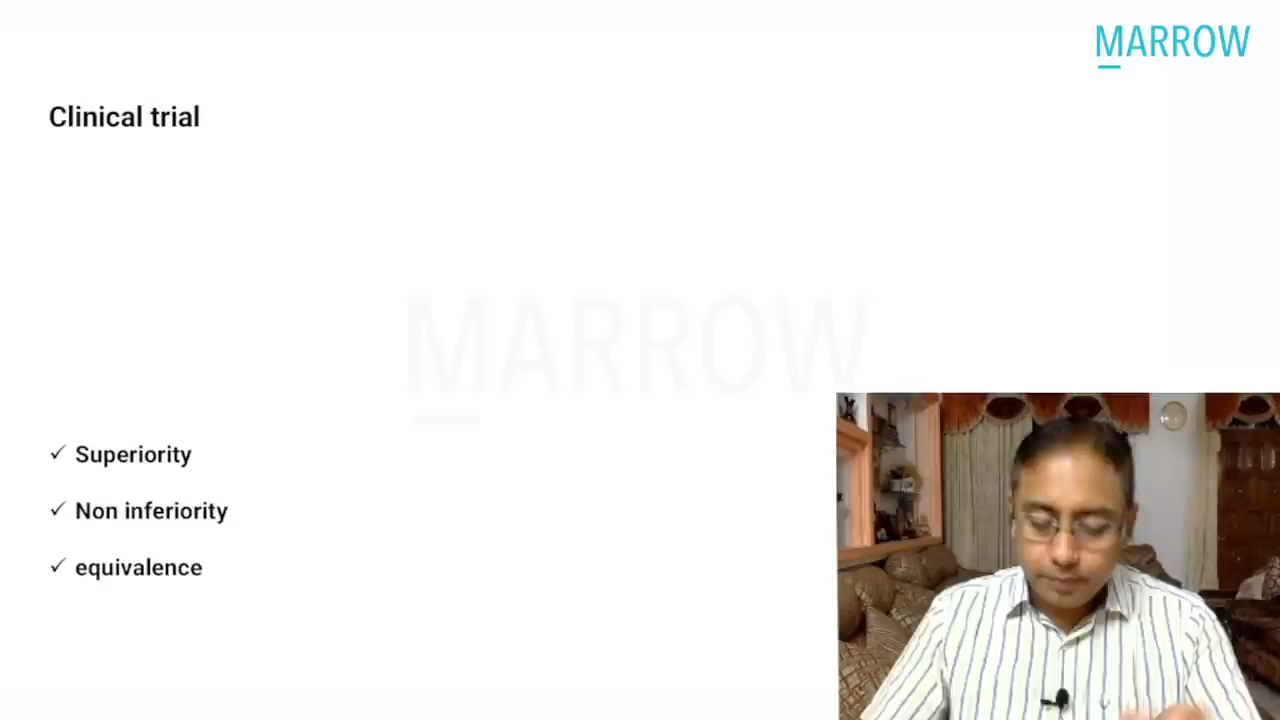 MARROW
Clinical trial
MARROW
✓ Superiority
✓ Non inferiority
✓ equivalence